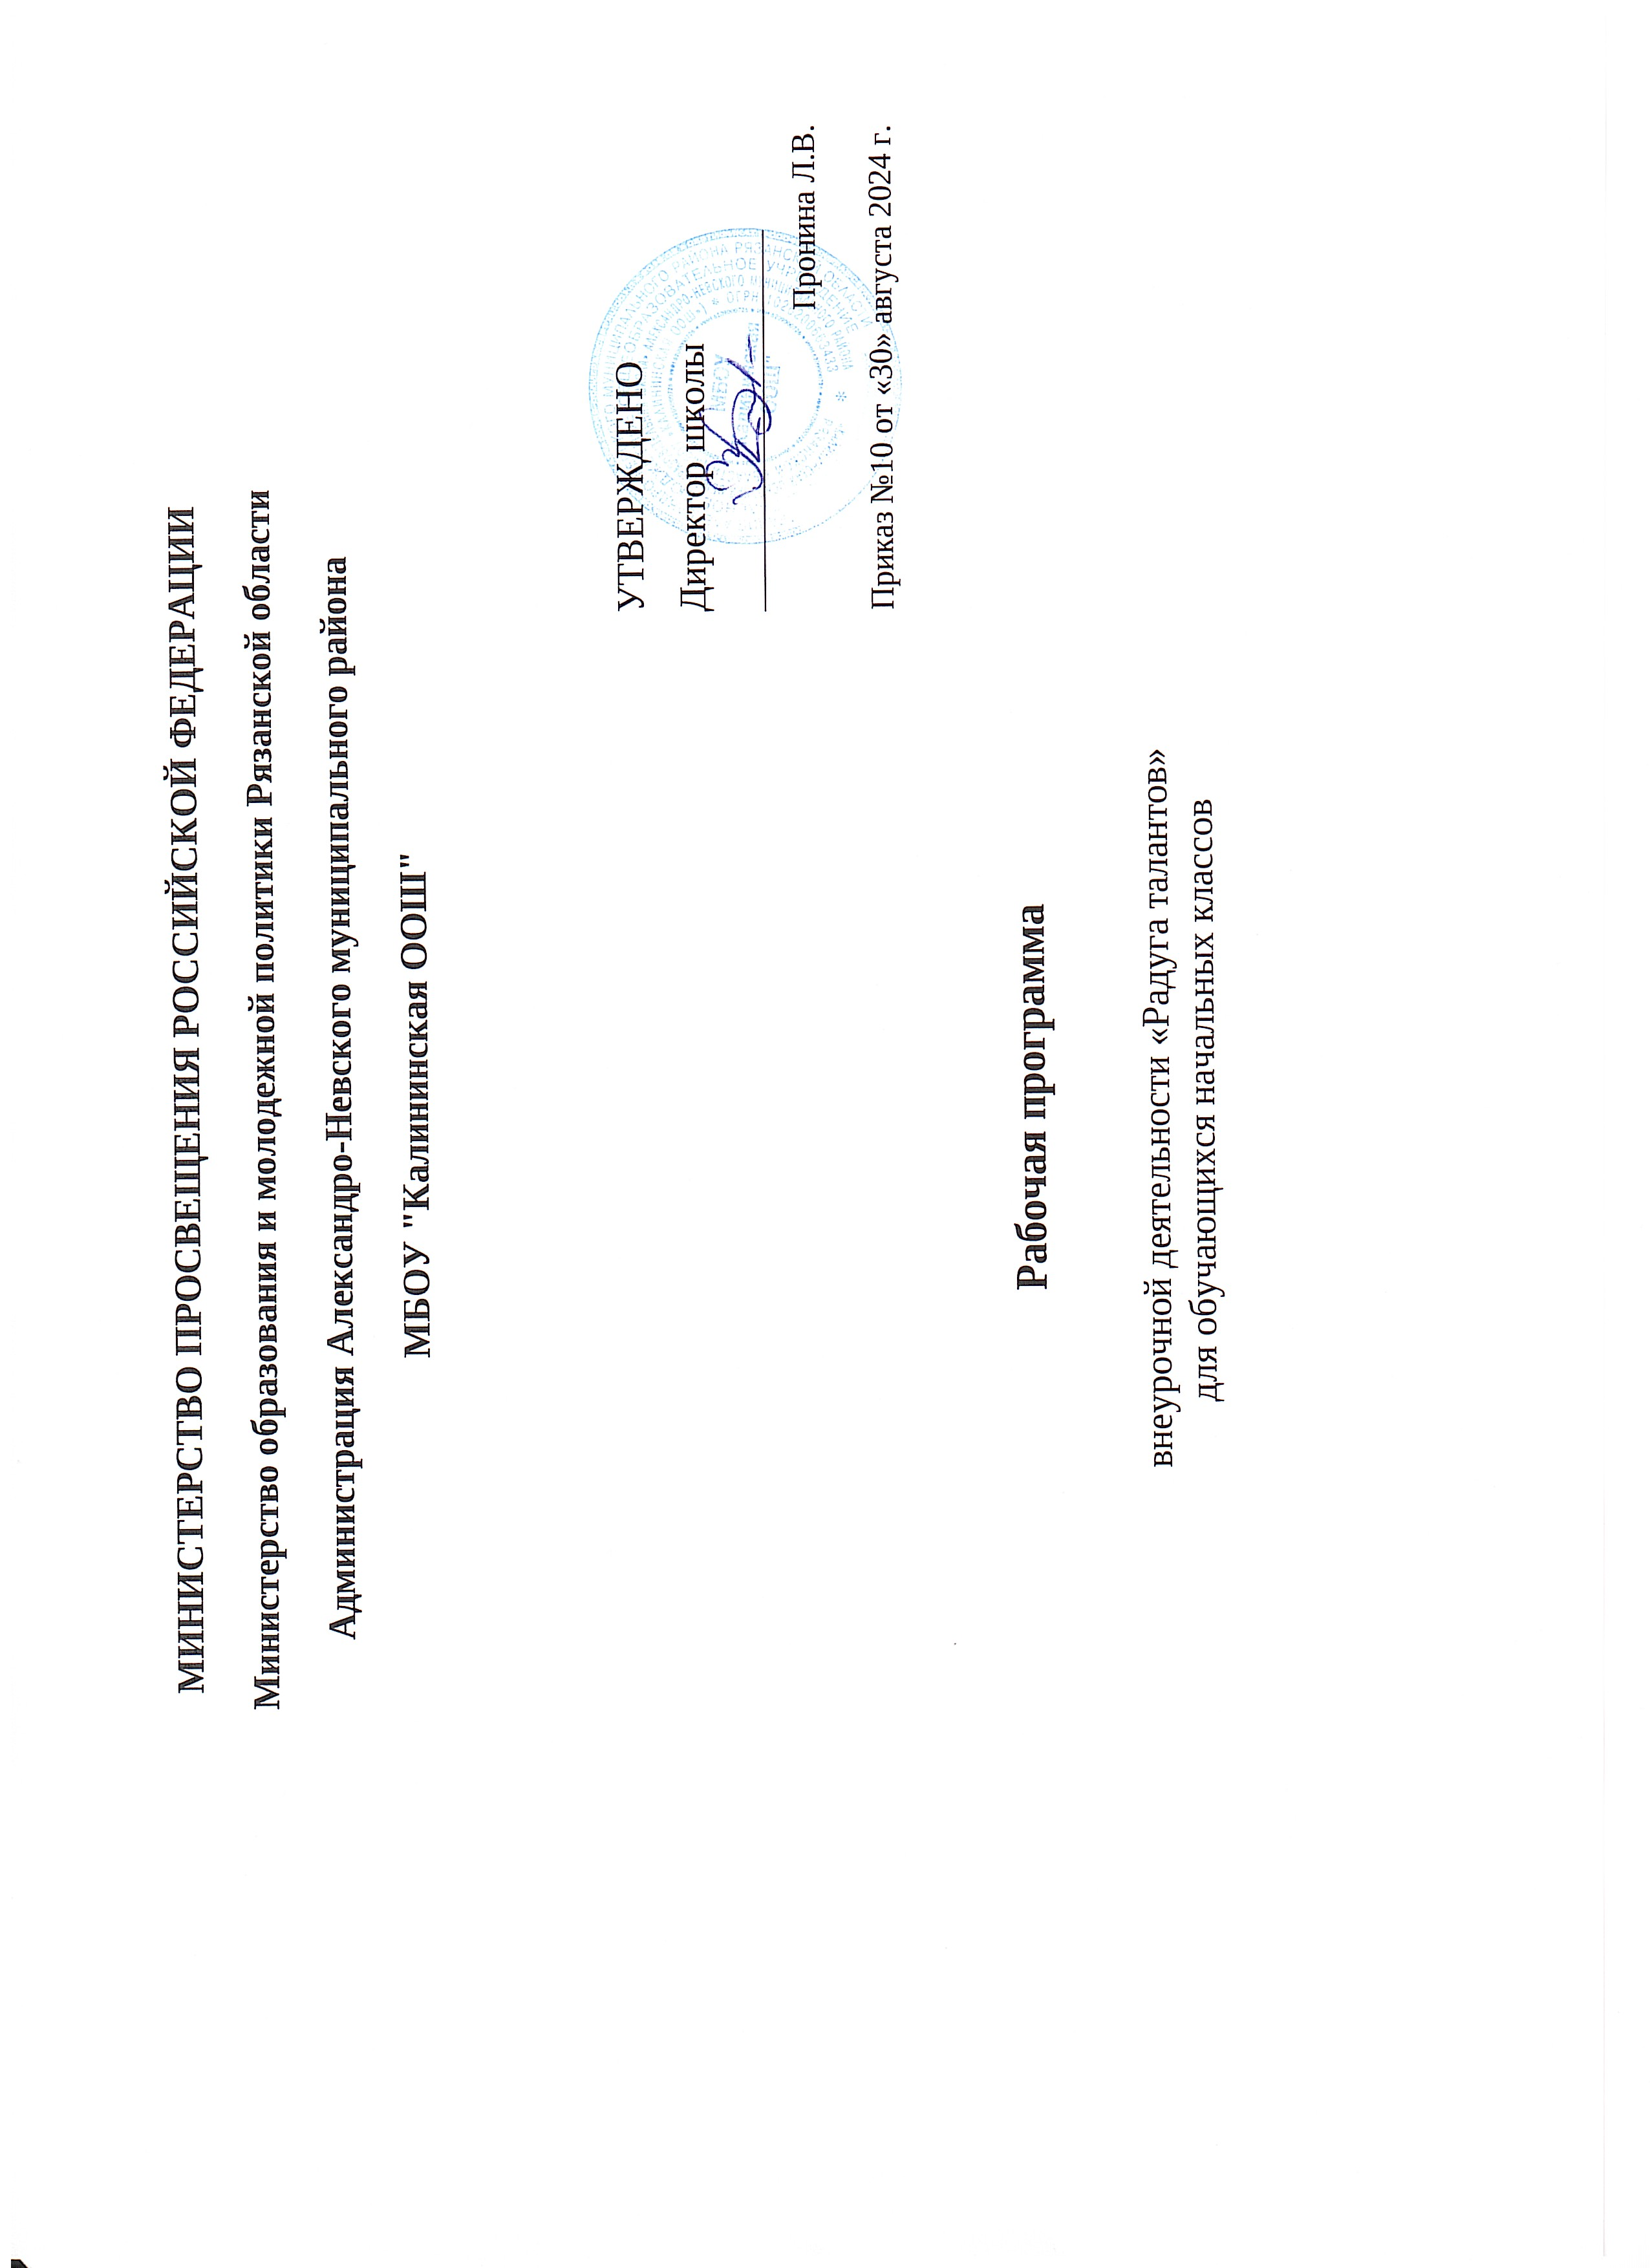 МИНИСТЕРСТВО ПРОСВЕЩЕНИЯ РОССИЙСКОЙ ФЕДЕРАЦИИ
Министерство образования и молодежной политики Рязанской области
Администрация Александро-Невского муниципального района
МБОУ "Калининская ООШ"
УТВЕРЖДЕНО
Директор школы
Пронина Л.В.
Приказ №10 от «30» августа 2024 г.
Рабочая программа
внеурочной деятельности «Радуга талантов»
для обучающихся начальных классов